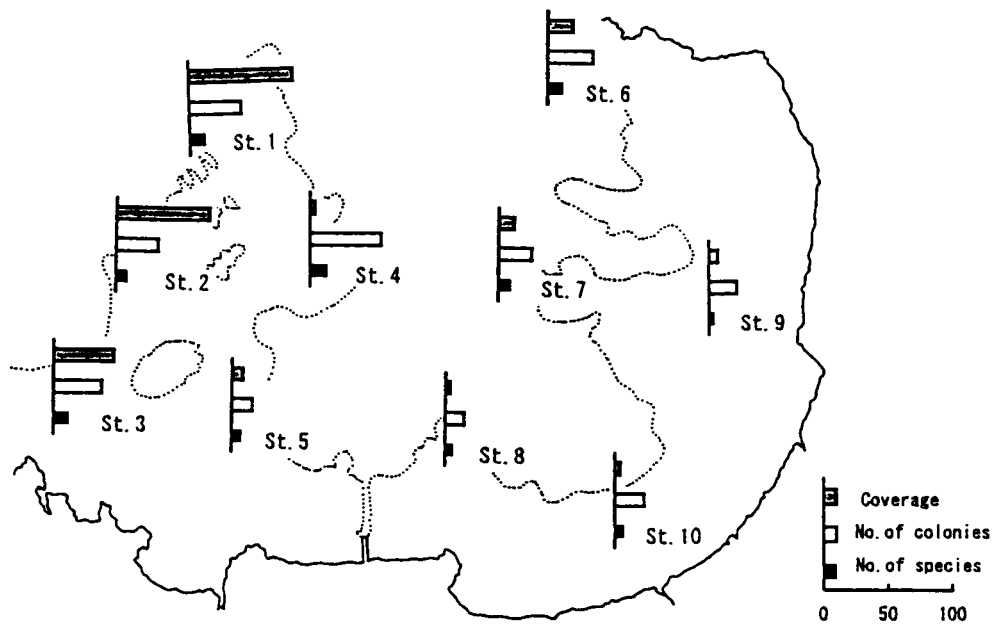 St. 6
St. 1
St. 2
St. 4
St. 7
St. 9
St. 3
St. 5
St. 8
St. 10
Coverage
No. of colonies
No. of species
0 50 100